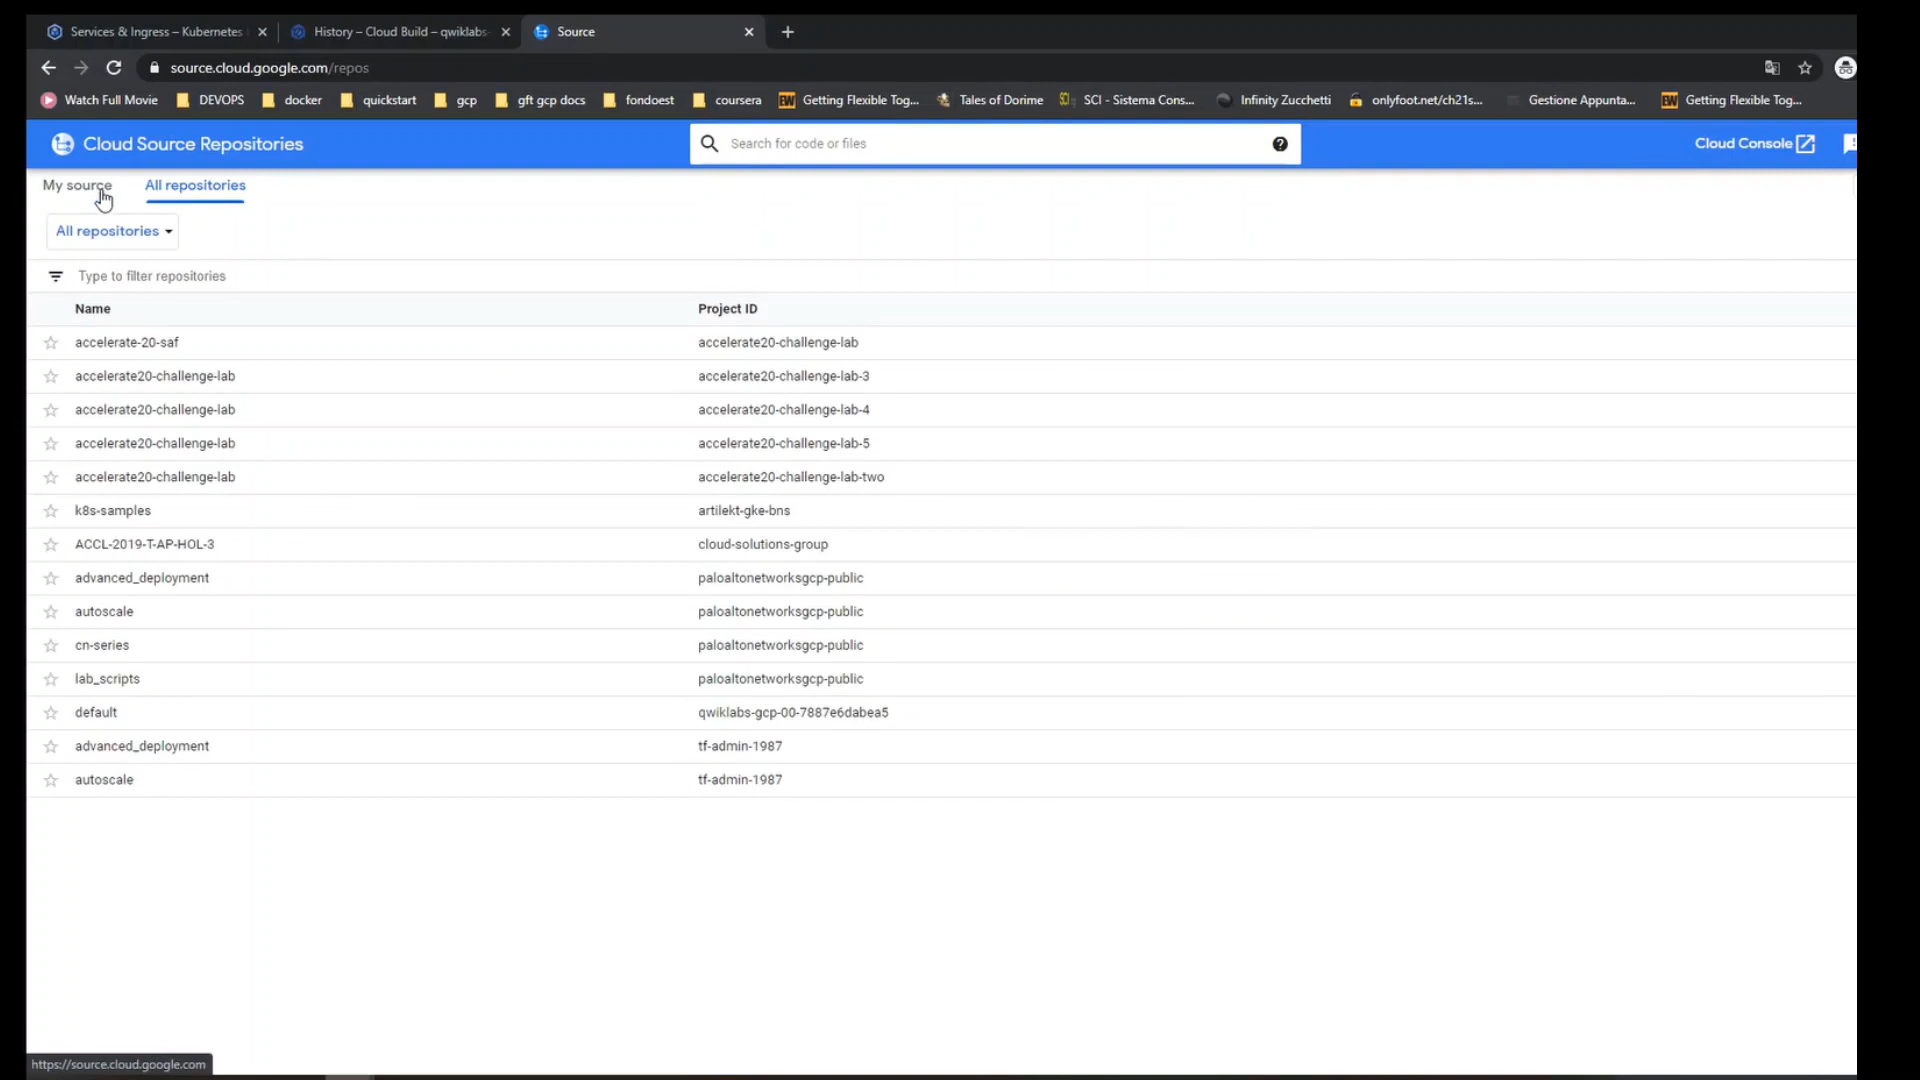 Services & Ingress – Kubernetes
History – Cloud Build – qwiklabs-
Source
source.cloud.google.com/repos
Watch Full Movie
DEVOPS
docker
quickstart
gcp
gft gcp docs
fondoest
coursera
EW Getting Flexible Tog...
Tales of Dorime
SCI - Sistema Cons...
Infinity Zucchetti
onlyfoot.net/ch21s...
Gestione Appunta...
EW Getting Flexible Tog...
Cloud Source Repositories
Search for code or files
Cloud Console
My source
All repositories
All repositories
Type to filter repositories
Name Project ID
accelerate-20-saf accelerate20-challenge-lab
accelerate20-challenge-lab accelerate20-challenge-lab-3
accelerate20-challenge-lab accelerate20-challenge-lab-4
accelerate20-challenge-lab accelerate20-challenge-lab-5
accelerate20-challenge-lab accelerate20-challenge-lab-two
k8s-samples artilekt-gke-bns
ACCL-2019-T-AP-HOL-3 cloud-solutions-group
advanced_deployment paloaltonetworksgcp-public
autoscale paloaltonetworksgcp-public
cn-series paloaltonetworksgcp-public
lab_scripts paloaltonetworksgcp-public
default qwiklabs-gcp-00-7887e6dabea5
advanced_deployment tf-admin-1987
autoscale tf-admin-1987
https://source.cloud.google.com